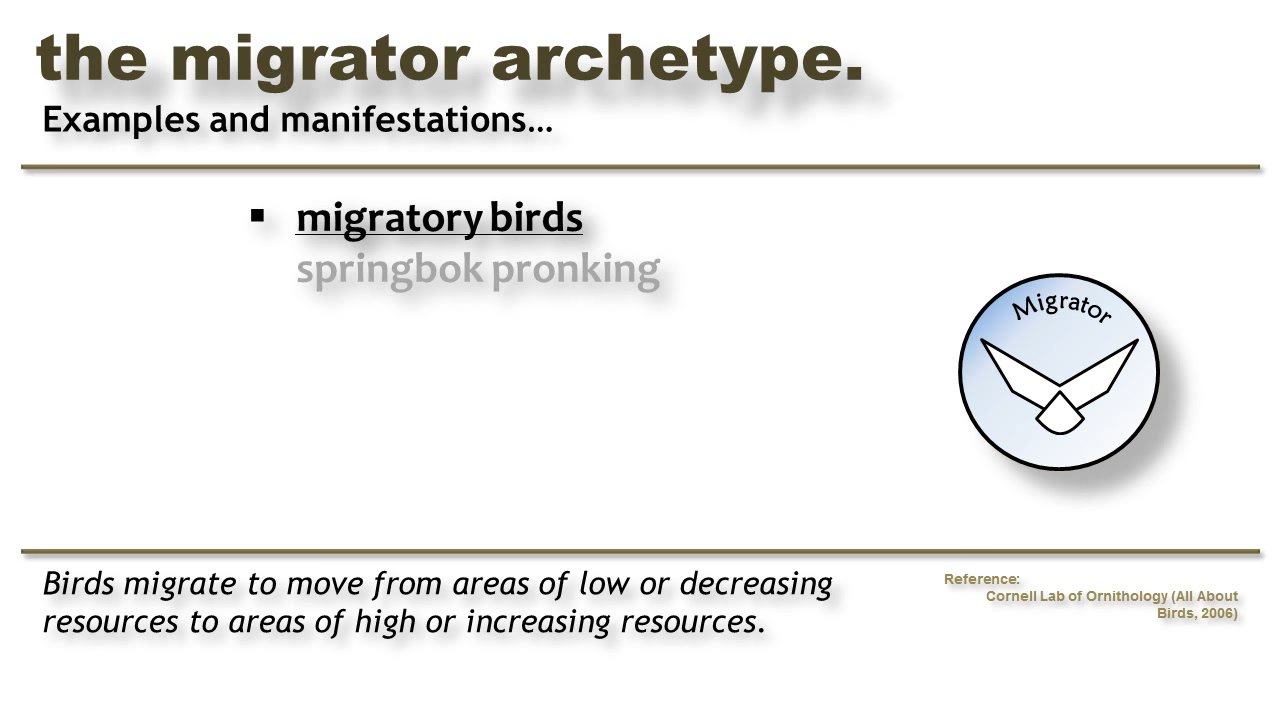 the migrator archetype.
Examples and manifestations…
▪ migratory birds
springbok pronking
Migrator
Birds migrate to move from areas of low or decreasing
resources to areas of high or increasing resources.
Reference:
Cornell Lab of Ornithology (All About
Birds, 2006)